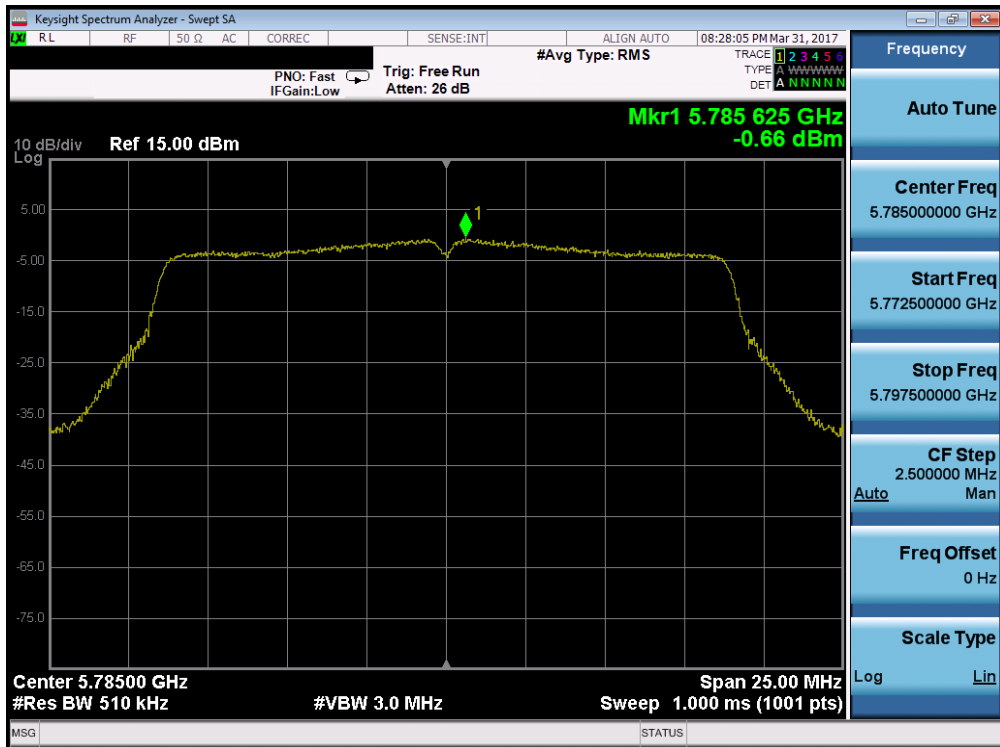 Keysight Spectrum Analyzer - Swept SA
LXI RL RF 50 Ω AC CORREC SENSE:INT ALIGN AUTO 08:28:05 PM Mar 31, 2017
#Avg Type: RMS
TRACE 1 2 3 4 5 6
TYPE A WWWWW
DET A N N N N N
PNO: Fast
IFGain:Low
Trig: Free Run
Atten: 26 dB
Mkr1 5.785 625 GHz
-0.66 dBm
10 dB/div
Log
Ref 15.00 dBm
5.00
-5.00
-15.0
-25.0
-35.0
-45.0
-55.0
-65.0
-75.0
1
Center 5.78500 GHz
Span 25.00 MHz
#Res BW 510 kHz
#VBW 3.0 MHz
Sweep 1.000 ms (1001 pts)
MSG
STATUS
Frequency
Auto Tune
Center Freq
5.785000000 GHz
Start Freq
5.772500000 GHz
Stop Freq
5.797500000 GHz
CF Step
2.500000 MHz
Auto Man
Freq Offset
0 Hz
Scale Type
Log Lin